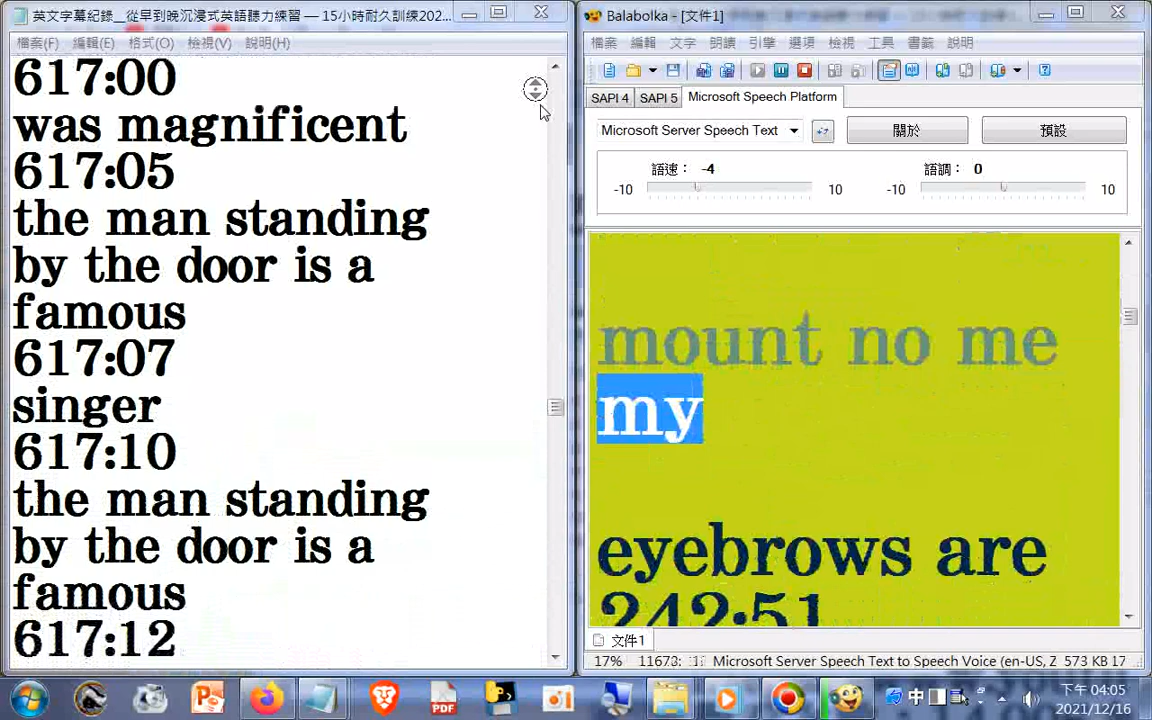 英文字幕紀錄__從早到晚沉浸式英語聽力練習 — 15小時耐久訓練202...
檔案(F) 編輯(E) 格式(O) 檢視(V) 說明(H)
617:00
was magnificent
617:05
the man standing
by the door is a
famous
617:07
singer
617:10
the man standing
by the door is a
famous
617:12
Balabolka - [文件1]
檔案 編輯 文字 朗讀 引擎 選項 檢視 工具 書籤 說明
SAPI 4 SAPI 5 Microsoft Speech Platform
Microsoft Server Speech Text 關於 預設
語速: -4 語調: 0
-10 10 -10 10
mount no me
my
eyebrows are
242:51
文件1
17% 11673: Microsoft Server Speech Text to Speech Voice (en-US, Z 573 KB 17
PDF
中
下午 04:05
2021/12/16